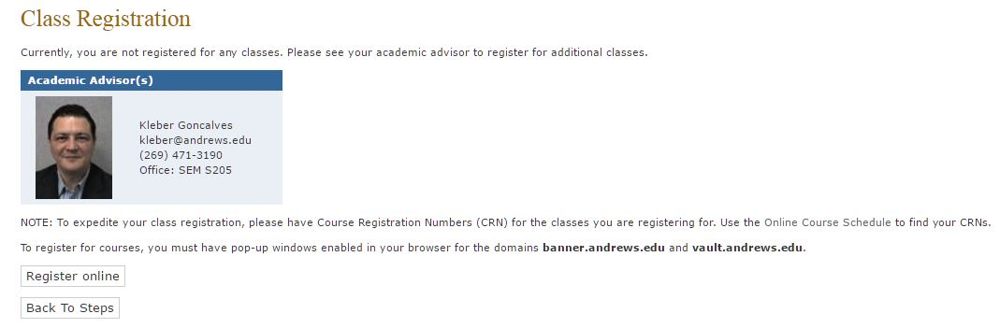 Class Registration
Currently, you are not registered for any classes. Please see your academic advisor to register for additional classes.
Academic Advisor(s)
Kleber Goncalves
kleber@andrews.edu
(269) 471-3190
Office: SEM S205
NOTE: To expedite your class registration, please have Course Registration Numbers (CRN) for the classes you are registering for. Use the Online Course Schedule to find your CRNs.
To register for courses, you must have pop-up windows enabled in your browser for the domains banner.andrews.edu and vault.andrews.edu.
Register online
Back To Steps